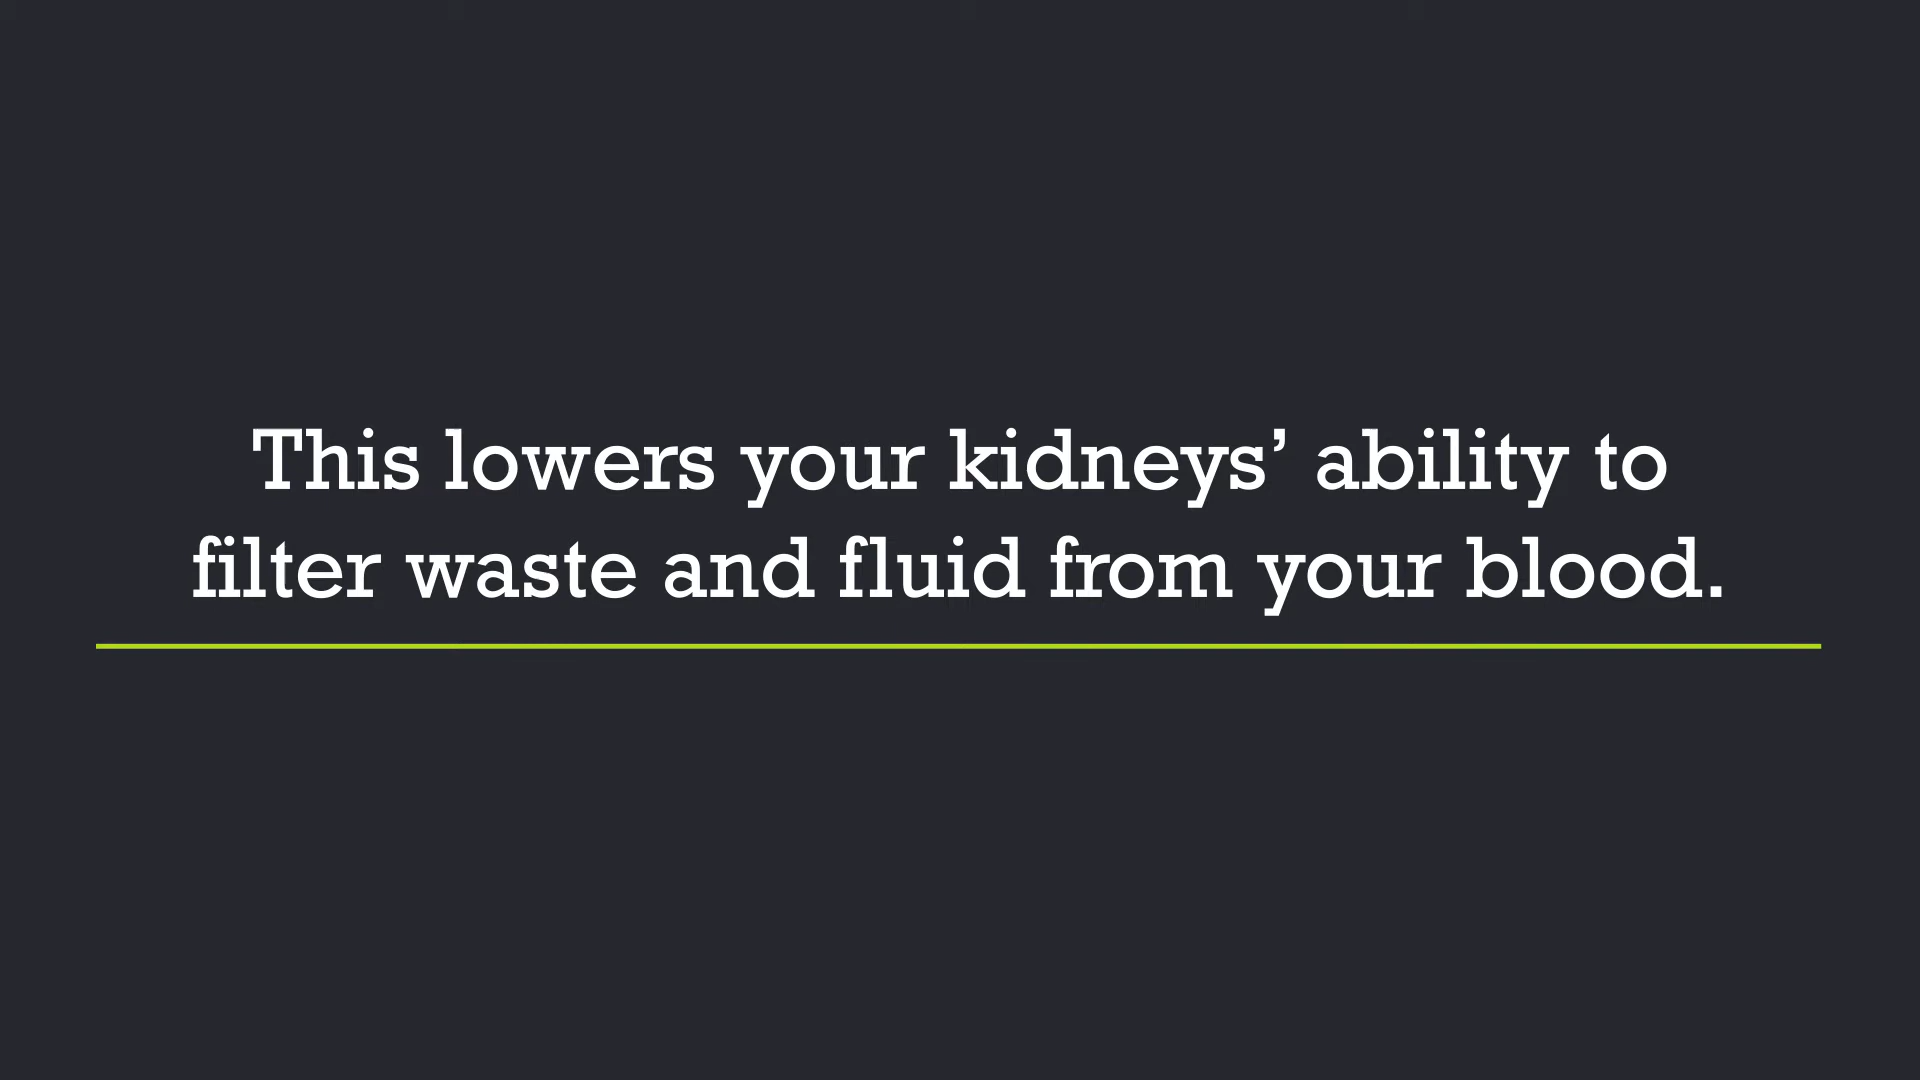 This lowers your kidneys’ ability to
filter waste and fluid from your blood.